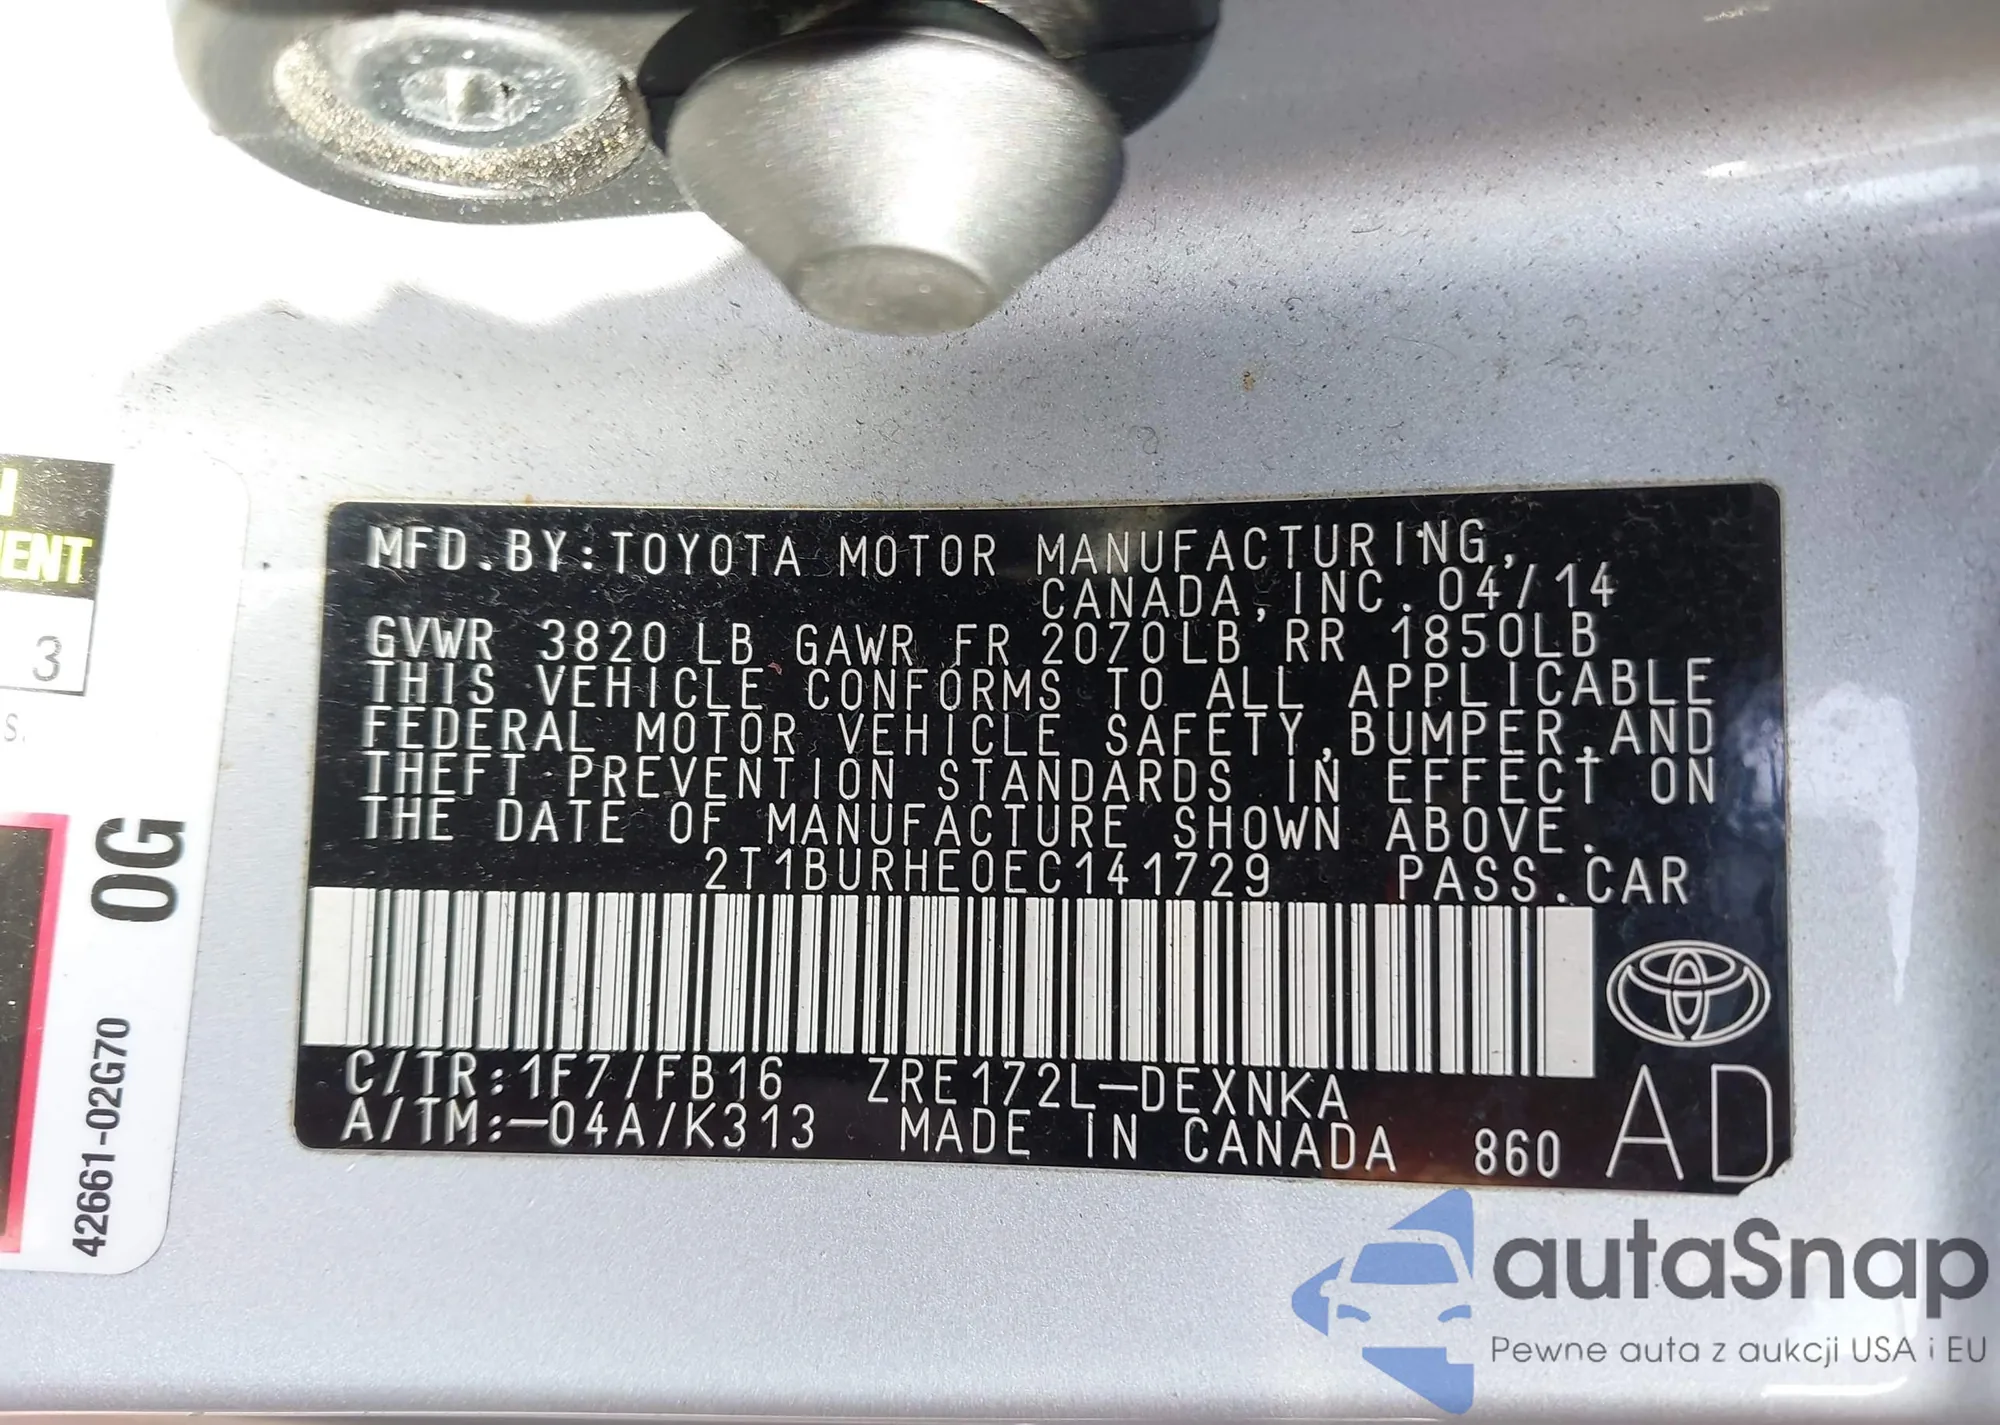 MFD.BY:TOYOTA MOTOR MANUFACTURING,
CANADA, INC. 04/14
GVWR 3820 LB GAWR FR 2070LB RR 1850LB
THIS VEHICLE CONFORMS TO ALL APPLICABLE
FEDERAL MOTOR VEHICLE SAFETY,BUMPER,AND
THEFT PREVENTION STANDARDS IN EFFECT ON
THE DATE OF MANUFACTURE SHOWN ABOVE.
2T1BURHE0EC141729 PASS.CAR
C/TR:1F7/FB16 ZRE172L-DEXNKA
A/TM:-04A/K313 MADE IN CANADA 860
AD
3
S.
0G
42661-02G70
autaSnap
Pewne auta z aukcji USA i EU